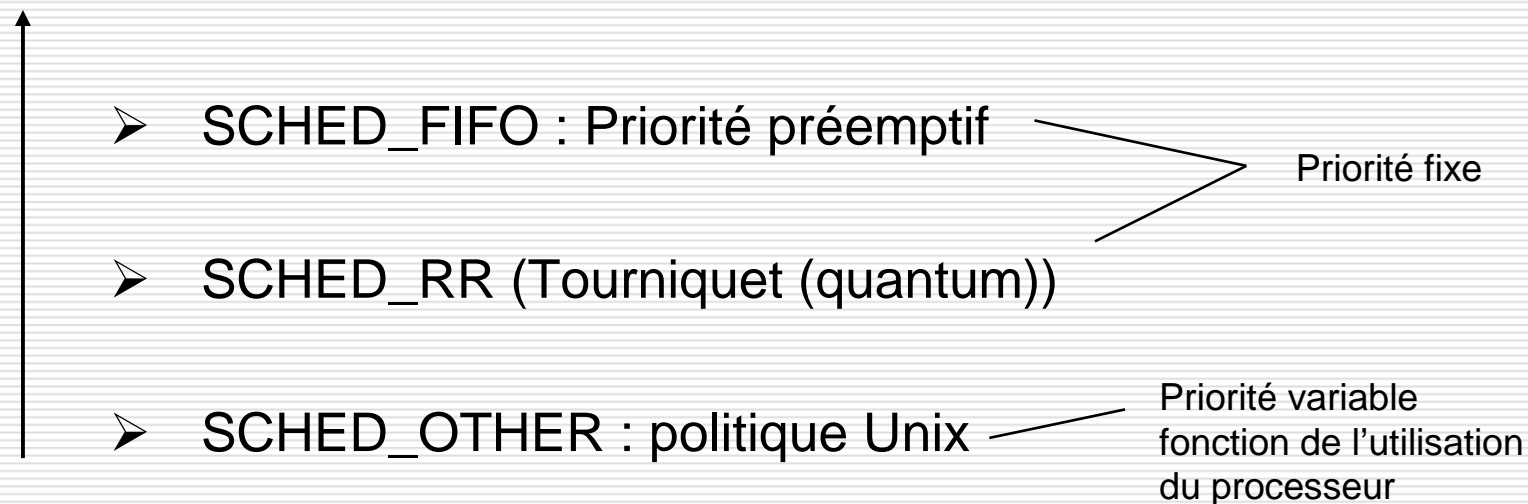 ➢ SCHED_FIFO : Priorité préemptif
Priorité fixe
➢ SCHED_RR (Tourniquet (quantum))
➢ SCHED_OTHER : politique Unix
Priorité variable
fonction de l'utilisation
du processeur